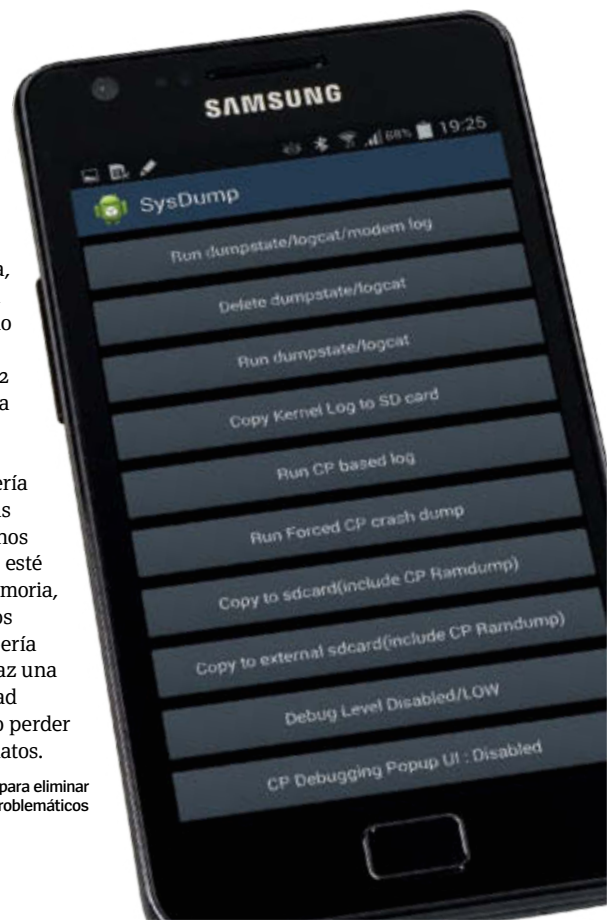 a,
o
2
a
ería
s
nos
esté
moria,
os
ería
az una
ad
o perder
atos.
para eliminar
roblemáticos
SAMSUNG
68% 19:25
SysDump
Run dumpstate/logcat/modem log
Delete dumpstate/logcat
Run dumpstate/logcat
Copy Kernel Log to SD card
Run CP based log
Run Forced CP crash dump
Copy to sdcard(include CP Ramdump)
Copy to external sdcard(include CP Ramdump)
Debug Level Disabled/LOW
CP Debugging Popup UI : Disabled